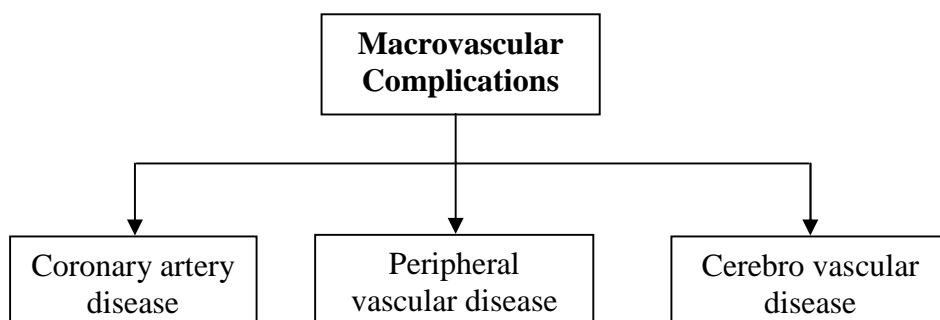 Macrovascular
Complications
Coronary artery
disease
Peripheral
vascular disease
Cerebro vascular
disease